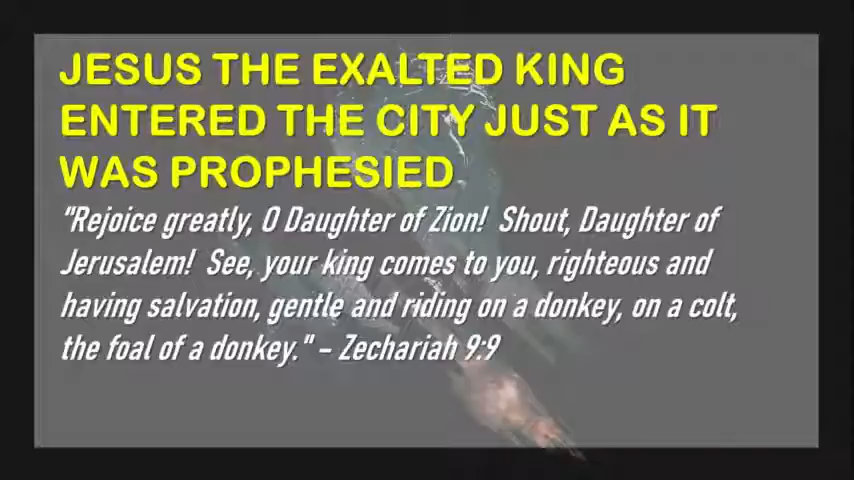 JESUS THE EXALTED KING
ENTERED THE CITY JUST AS IT
WAS PROPHESIED
"Rejoice greatly, O Daughter of Zion!  Shout, Daughter of
Jerusalem!  See, your king comes to you, righteous and
having salvation, gentle and riding on a donkey, on a colt,
the foal of a donkey." – Zechariah 9:9